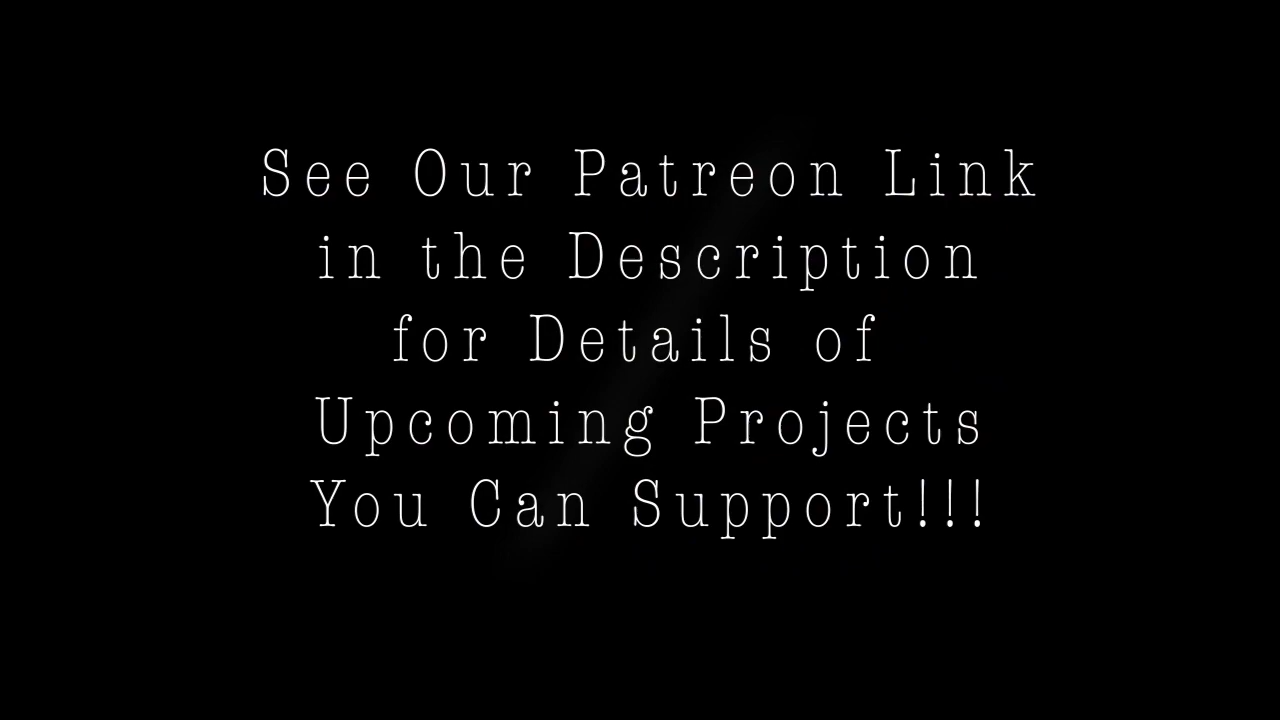 See Our Patreon Link
in the Description
for Details of
Upcoming Projects
You Can Support!!!